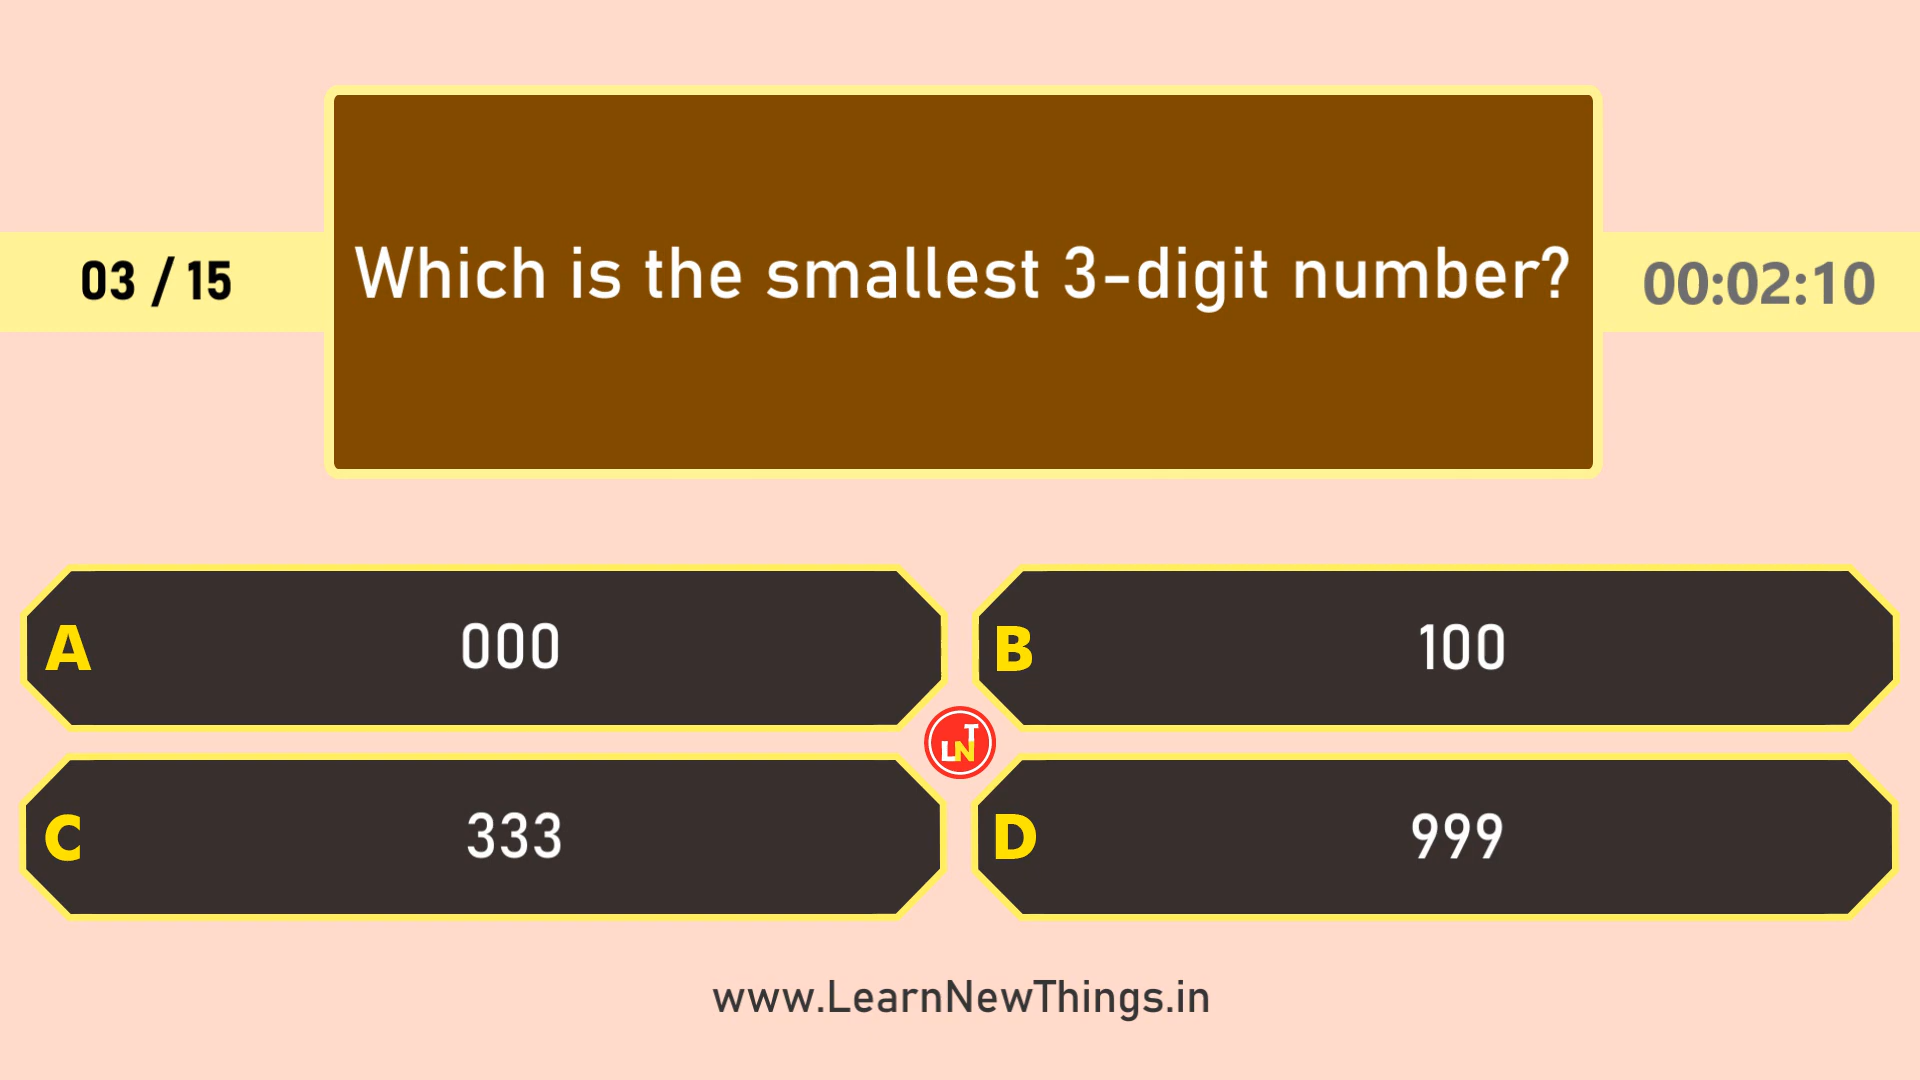 03 / 15
Which is the smallest 3-digit number?
00:02:10
A 000
B 100
LNT
C 333
D 999
www.LearnNewThings.in